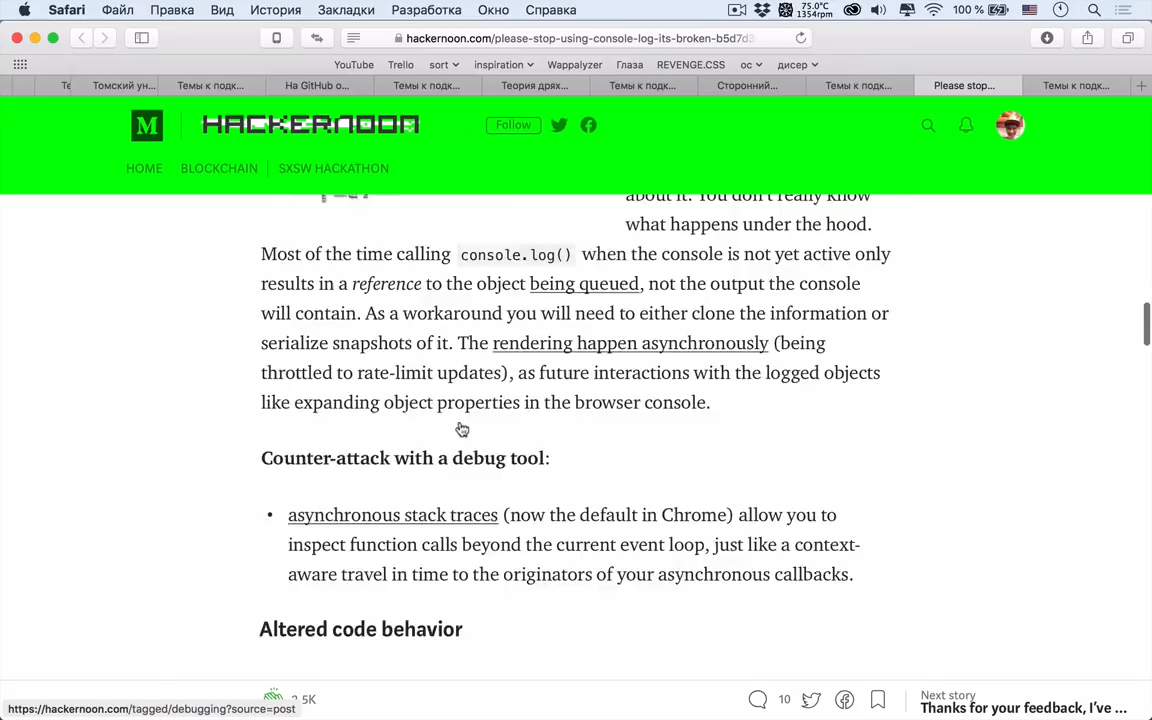 Safari Файл Правка Вид История Закладки Разработка Окно Справка 75.0°C 1354rpm 100 %
hackernoon.com/please-stop-using-console-log-its-broken-b5d7d3
YouTube Trello sort inspiration Wappalyzer Глаза REVENGE.CSS ос дисер
Те Томский ун... Темы к подк... На GitHub о... Темы к подк... Теория дрях... Темы к подк... Сторонний... Темы к подк... Please stop... Темы к подк...
M HACKERNOON Follow
HOME BLOCKCHAIN SXSW HACKATHON
about it. You don't really know
what happens under the hood.
Most of the time calling console.log() when the console is not yet active only
results in a reference to the object being queued, not the output the console
will contain. As a workaround you will need to either clone the information or
serialize snapshots of it. The rendering happen asynchronously (being
throttled to rate-limit updates), as future interactions with the logged objects
like expanding object properties in the browser console.
Counter-attack with a debug tool:
• asynchronous stack traces (now the default in Chrome) allow you to
inspect function calls beyond the current event loop, just like a context-
aware travel in time to the originators of your asynchronous callbacks.
Altered code behavior
10 Next story
Thanks for your feedback, I've ...
https://hackernoon.com/tagged/debugging?source=post